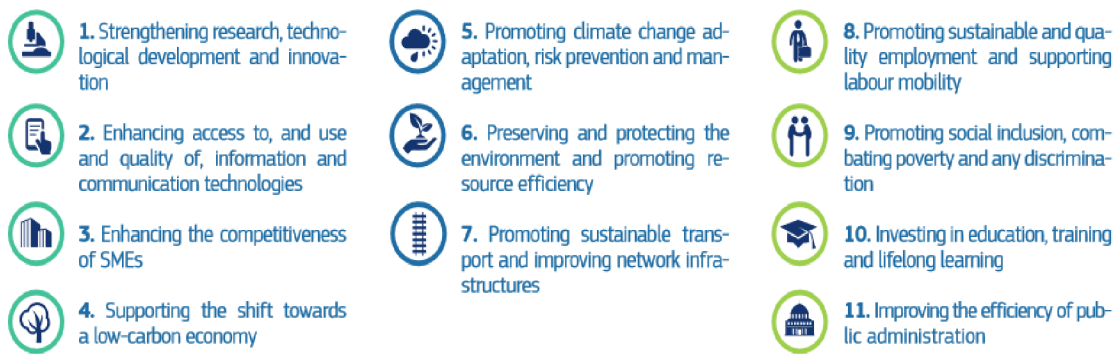 1. Strengthening research, techno-
logical development and innova-
tion
2. Enhancing access to, and use
and quality of, information and
communication technologies
3. Enhancing the competitiveness
of SMEs
4. Supporting the shift towards
a low-carbon economy
5. Promoting climate change ad-
aptation, risk prevention and man-
agement
6. Preserving and protecting the
environment and promoting re-
source efficiency
7. Promoting sustainable trans-
port and improving network infra-
structures
8. Promoting sustainable and qua-
lity employment and supporting
labour mobility
9. Promoting social inclusion, com-
bating poverty and any discrimina-
tion
10. Investing in education, training
and lifelong learning
11. Improving the efficiency of pub-
lic administration